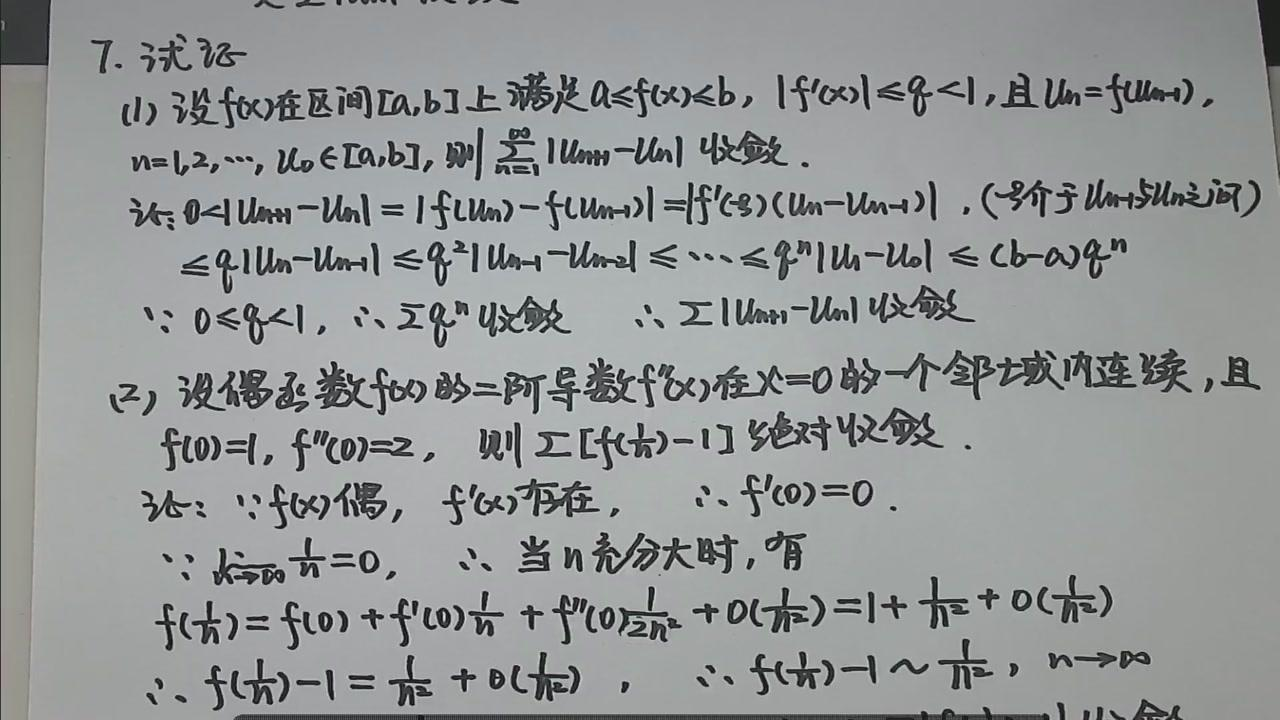 7. 试证
(1) 设f(x)在区间[a,b]上满足a≤f(x)≤b, |f'(x)|≤q<1, 且Un=f(Un-1),
n=1,2,…, U₀∈[a,b], 则 ∑_{n=1}^{∞} |Un+1-Un| 收敛.
证: 0<|Un+1-Un| = |f(Un)-f(Un-1)| = |f'(ξ)(Un-Un-1)| , (ξ介于Un-1与Un之间)
≤q|Un-Un-1| ≤q²|Un-1-Un-2| ≤…≤qⁿ|U₁-U₀| ≤(b-a)qⁿ
∵ 0≤q<1, ∴ Σqⁿ收敛 ∴ Σ|Un+1-Un|收敛
(2) 设偶函数f(x)的二阶导数f''(x)在x=0的一个邻域内连续, 且
f(0)=1, f''(0)=2, 则 Σ[f(1/n)-1] 绝对收敛.
证: ∵f(x)偶, f'(x)存在, ∴ f'(0)=0.
∵ lim_{n→∞} 1/n=0, ∴ 当n充分大时, 有
f(1/n)=f(0)+f'(0)1/n+f''(0)1/2n²+o(1/n²)=1+1/n²+o(1/n²)
∴ f(1/n)-1=1/n²+o(1/n²), ∴ f(1/n)-1~1/n², n→∞